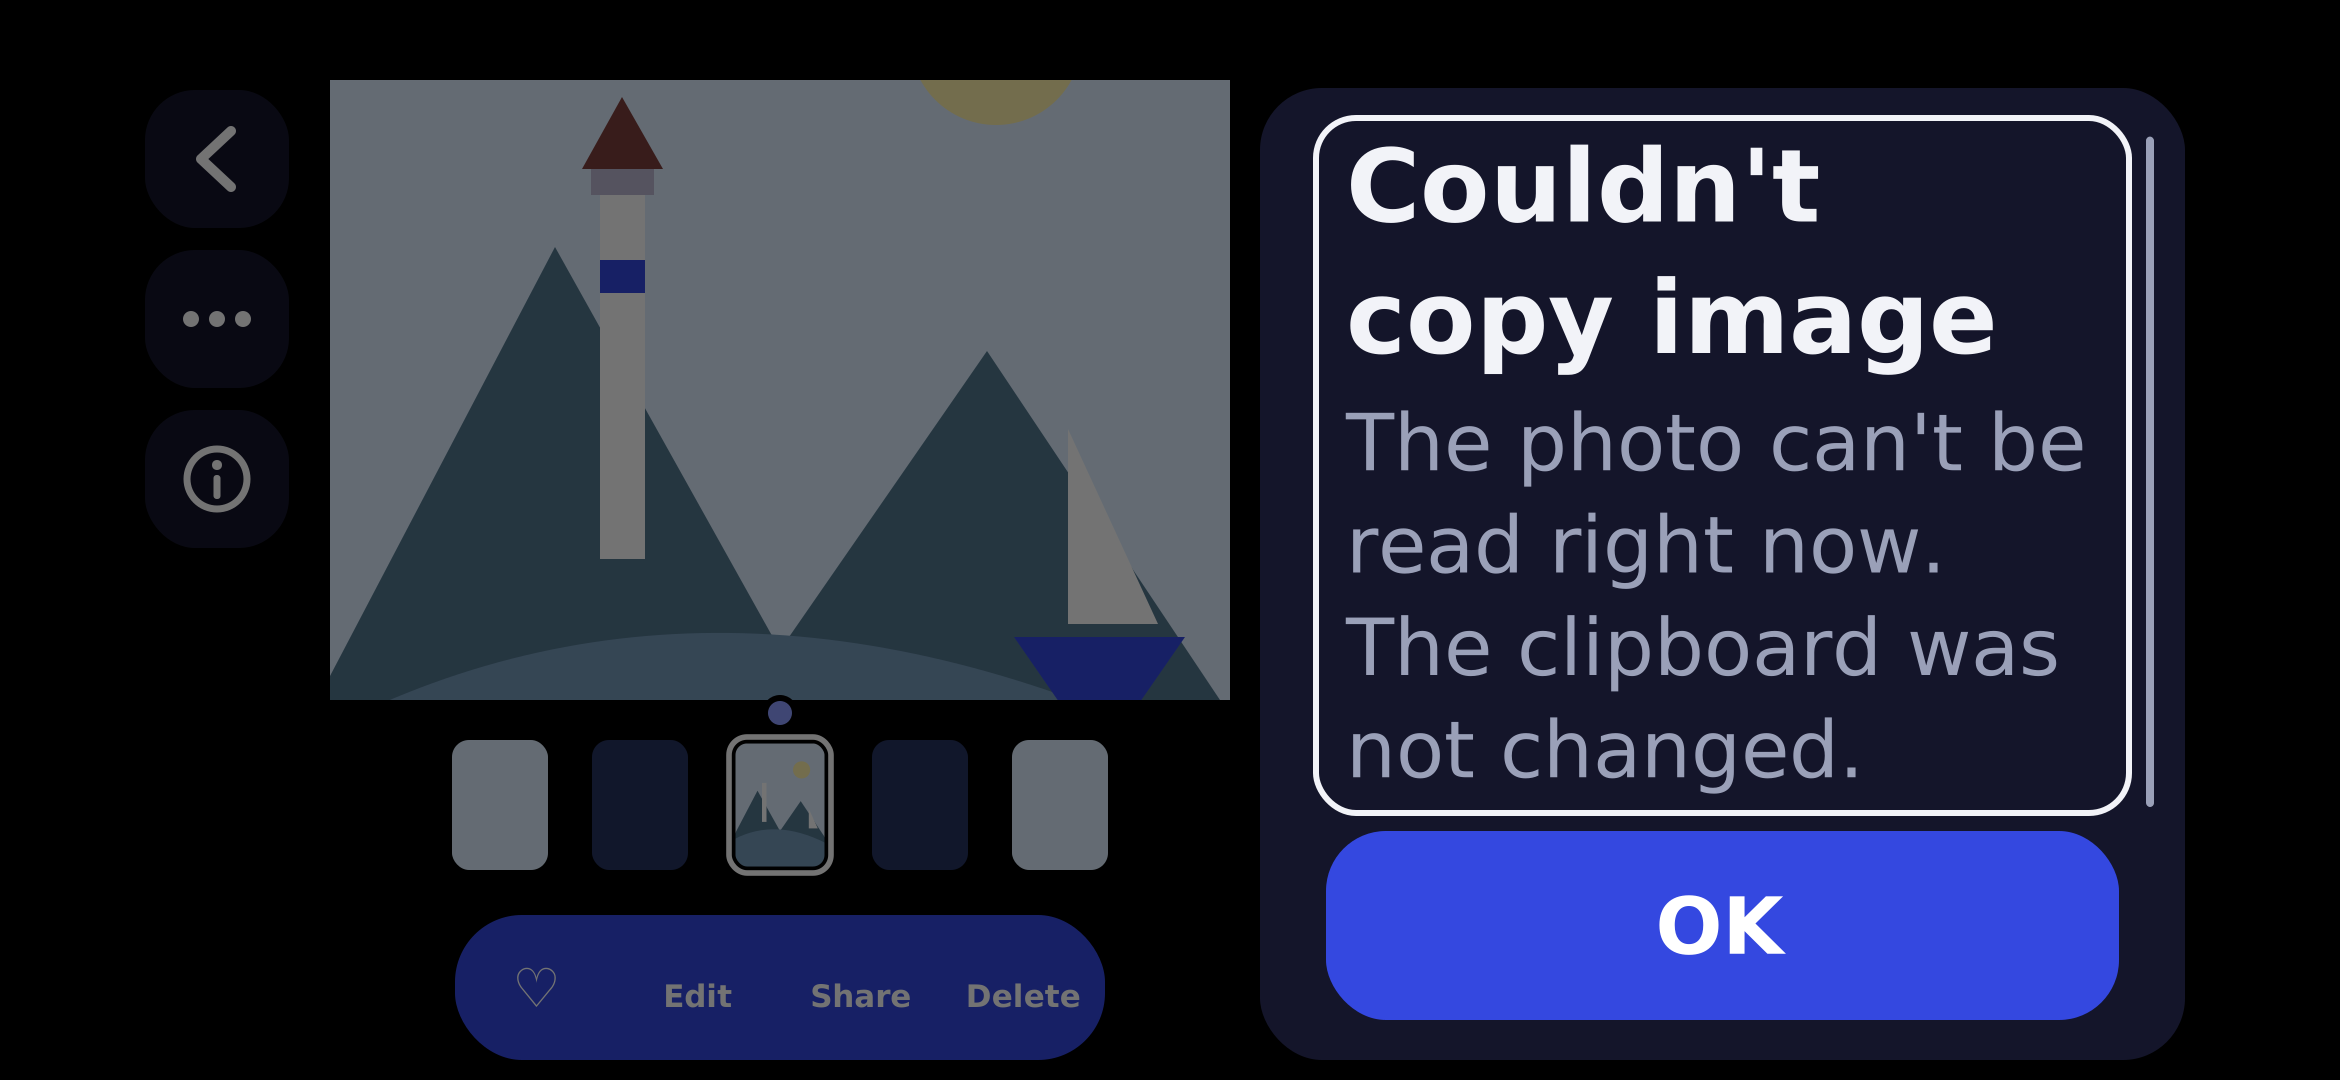 Couldn't
copy image
The photo can't be
read right now.
The clipboard was
not changed.
OK
Edit Share Delete